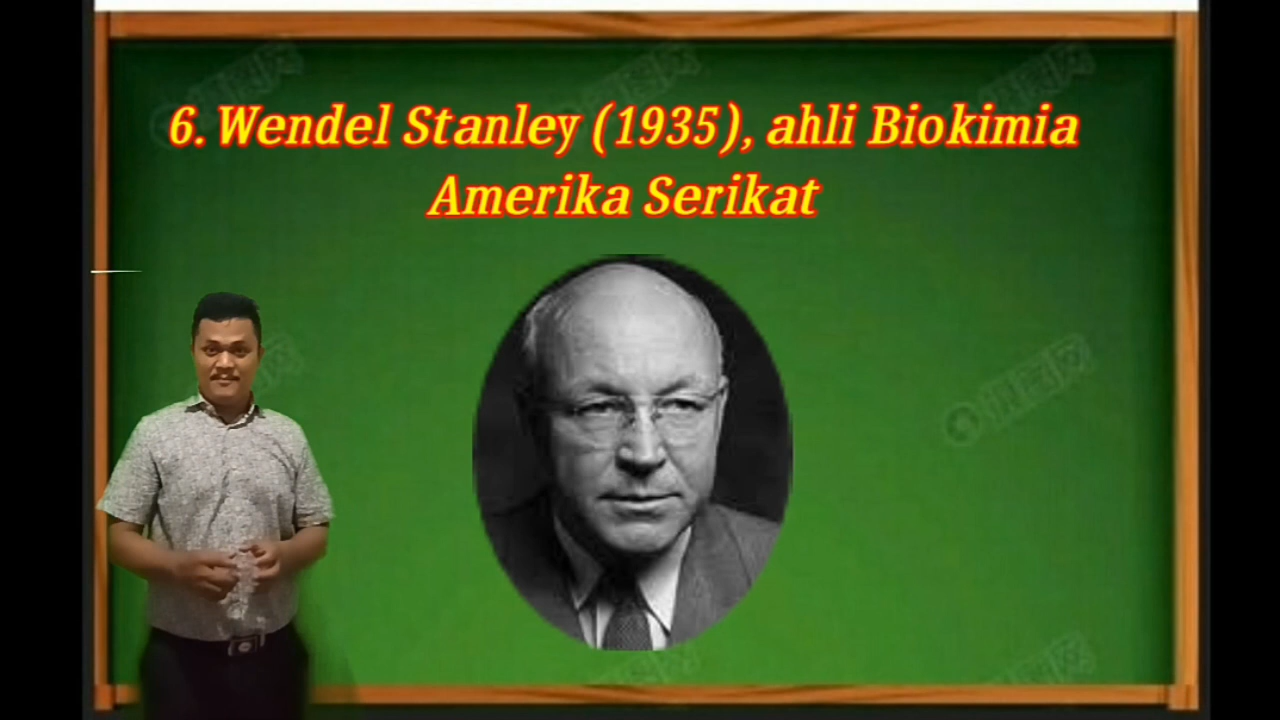 6. Wendel Stanley (1935), ahli Biokimia
Amerika Serikat